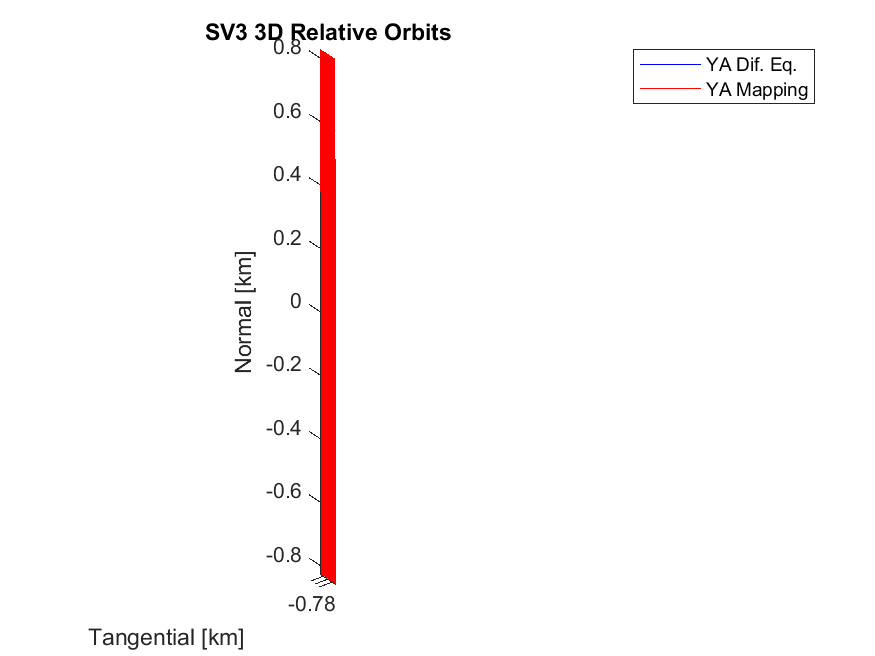 SV3 3D Relative Orbits
YA Dif. Eq.
YA Mapping
0.8
0.6
0.4
0.2
0
-0.2
-0.4
-0.6
-0.8
Normal [km]
-0.78
Tangential [km]